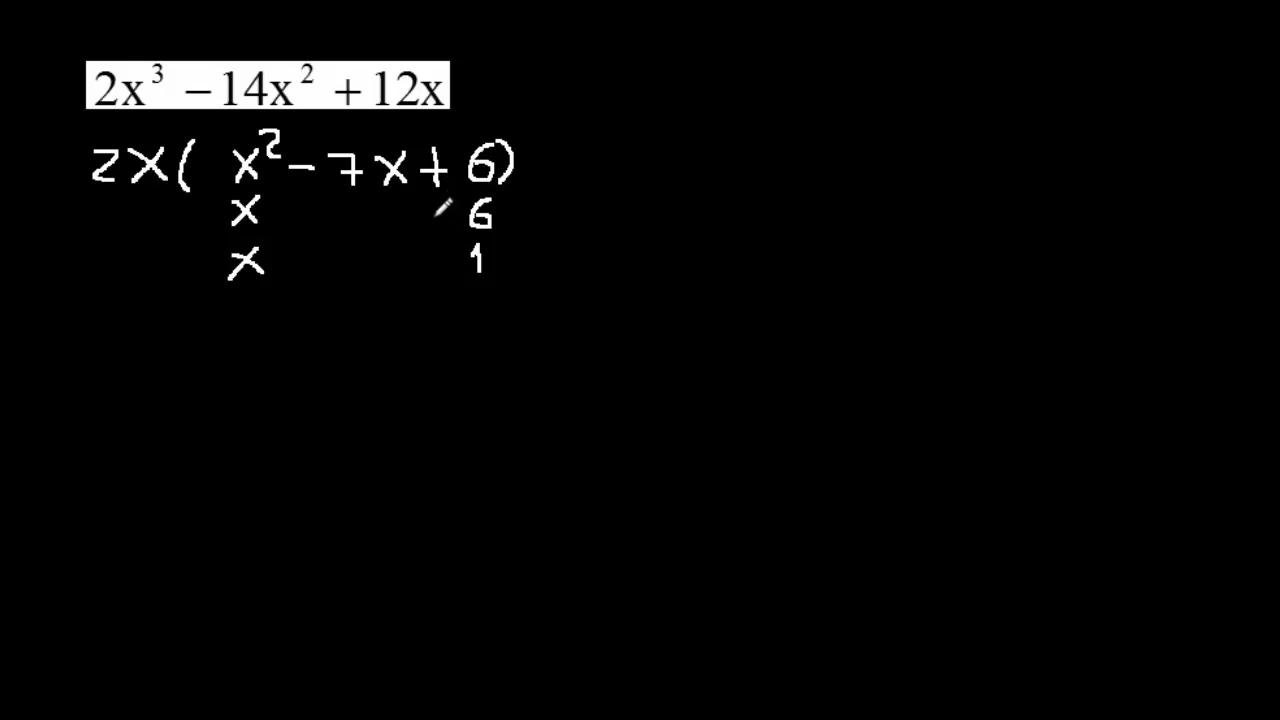 2x³ − 14x² + 12x
2x( x² − 7x + 6)
x 6
x 1